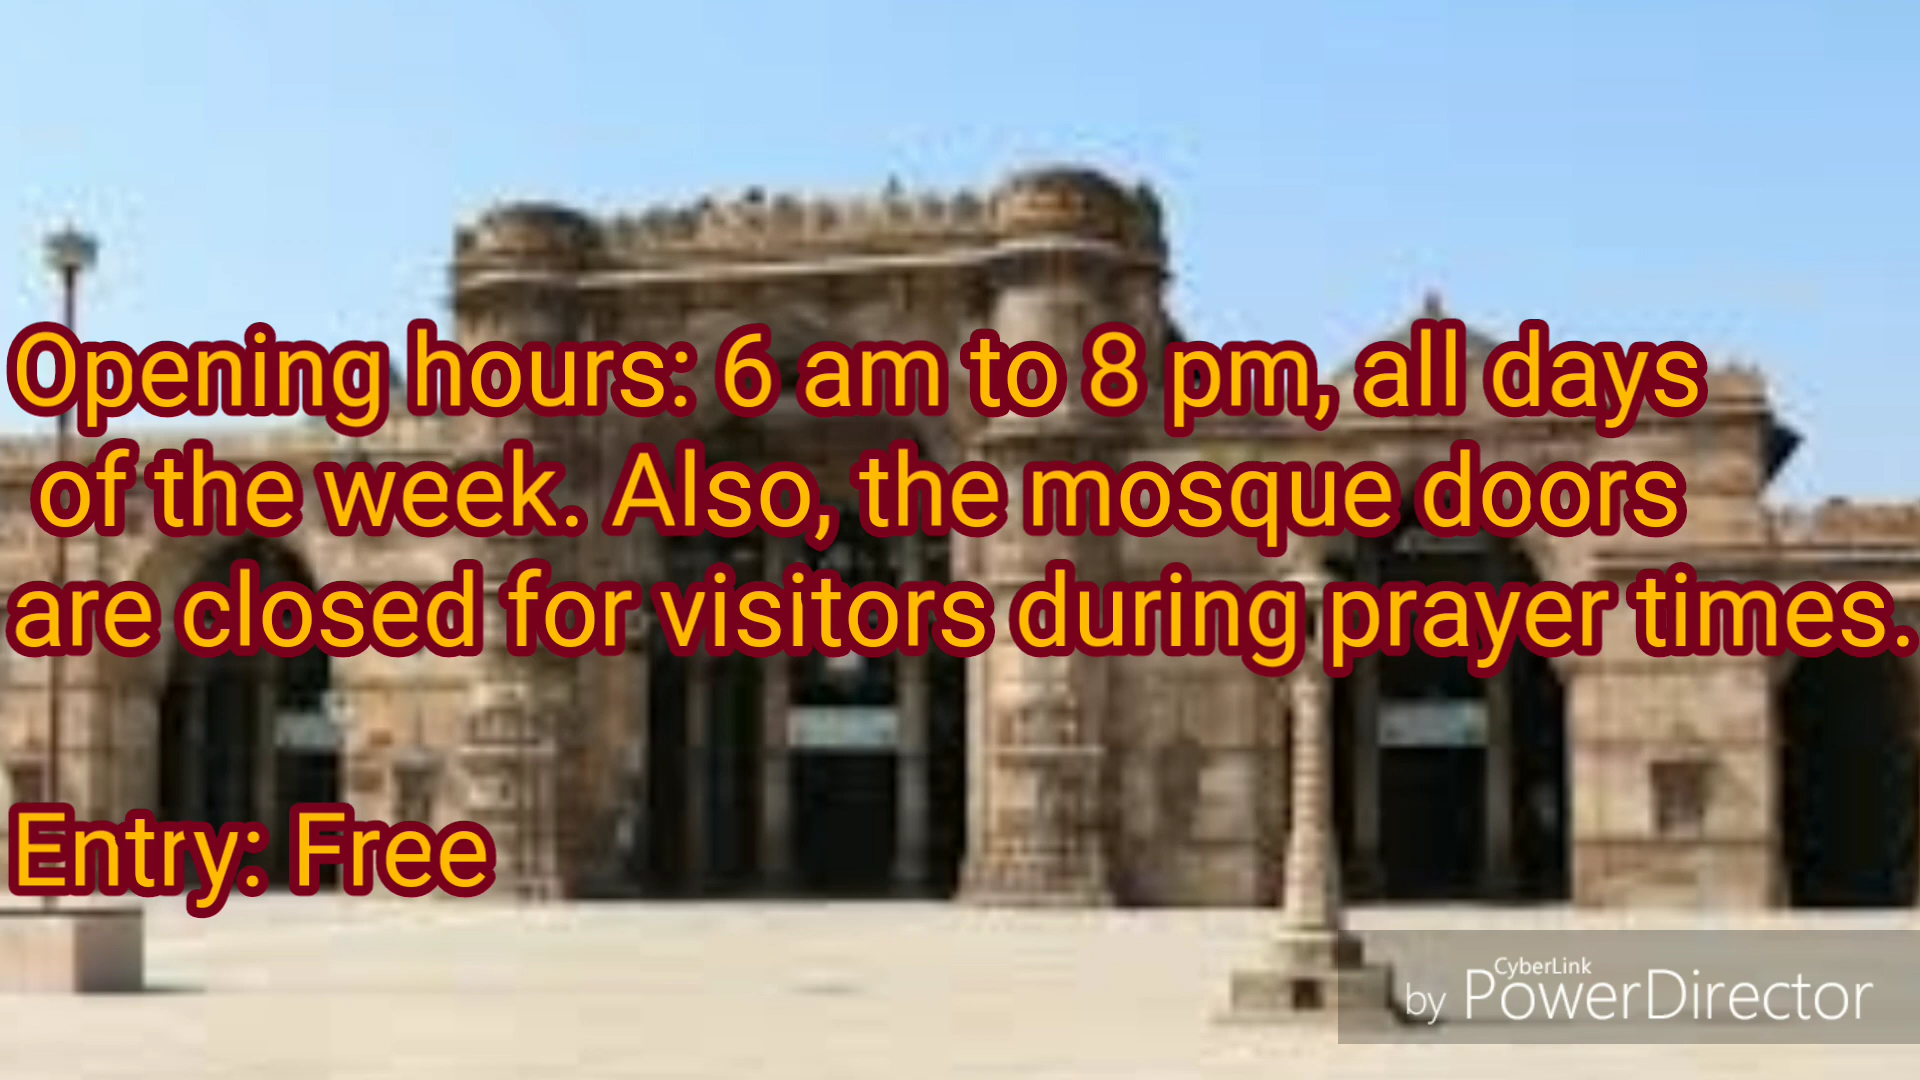 Opening hours: 6 am to 8 pm, all days
of the week. Also, the mosque doors
are closed for visitors during prayer times.
Entry: Free
CyberLink
by PowerDirector